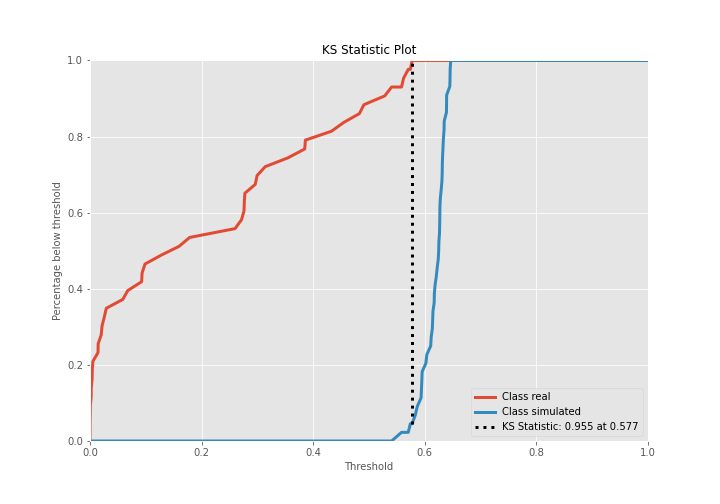 KS Statistic Plot
1.0
0.8
0.6
0.4
0.2
0.0
Percentage below threshold
Class real
Class simulated
KS Statistic: 0.955 at 0.577
0.0 0.2 0.4 0.6 0.8 1.0
Threshold